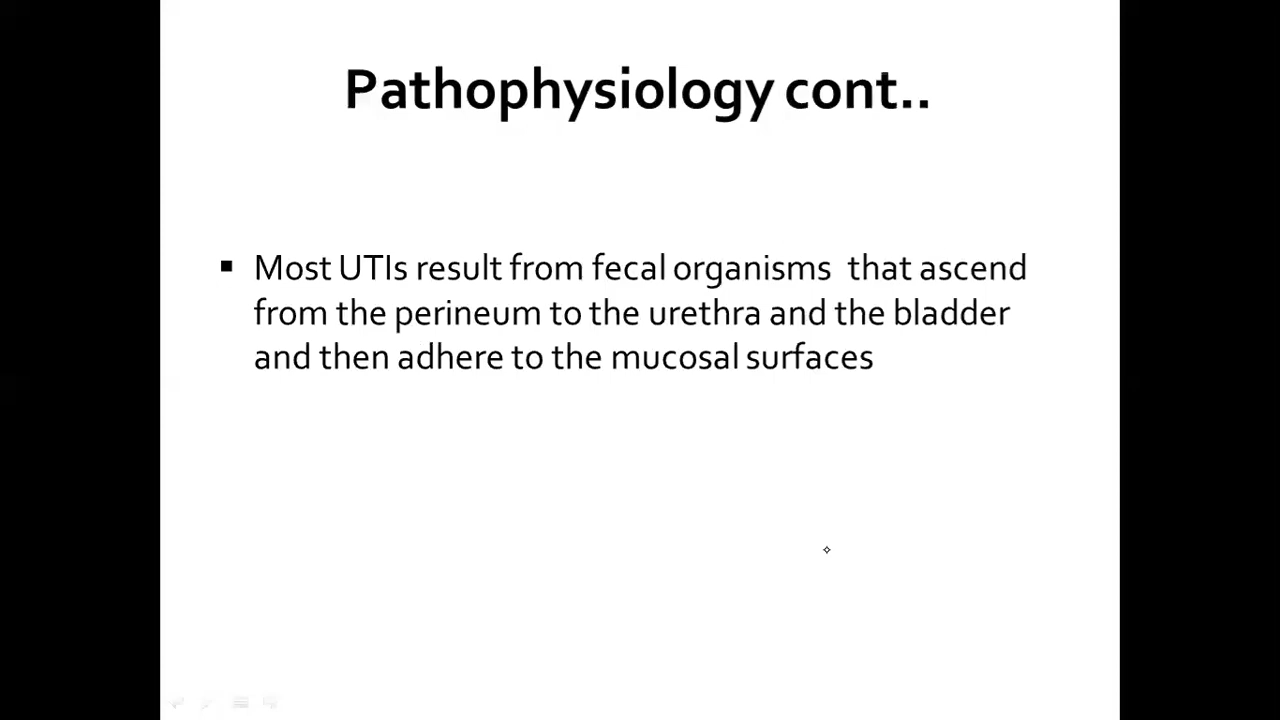 Pathophysiology cont..
▪ Most UTIs result from fecal organisms  that ascend
from the perineum to the urethra and the bladder
and then adhere to the mucosal surfaces